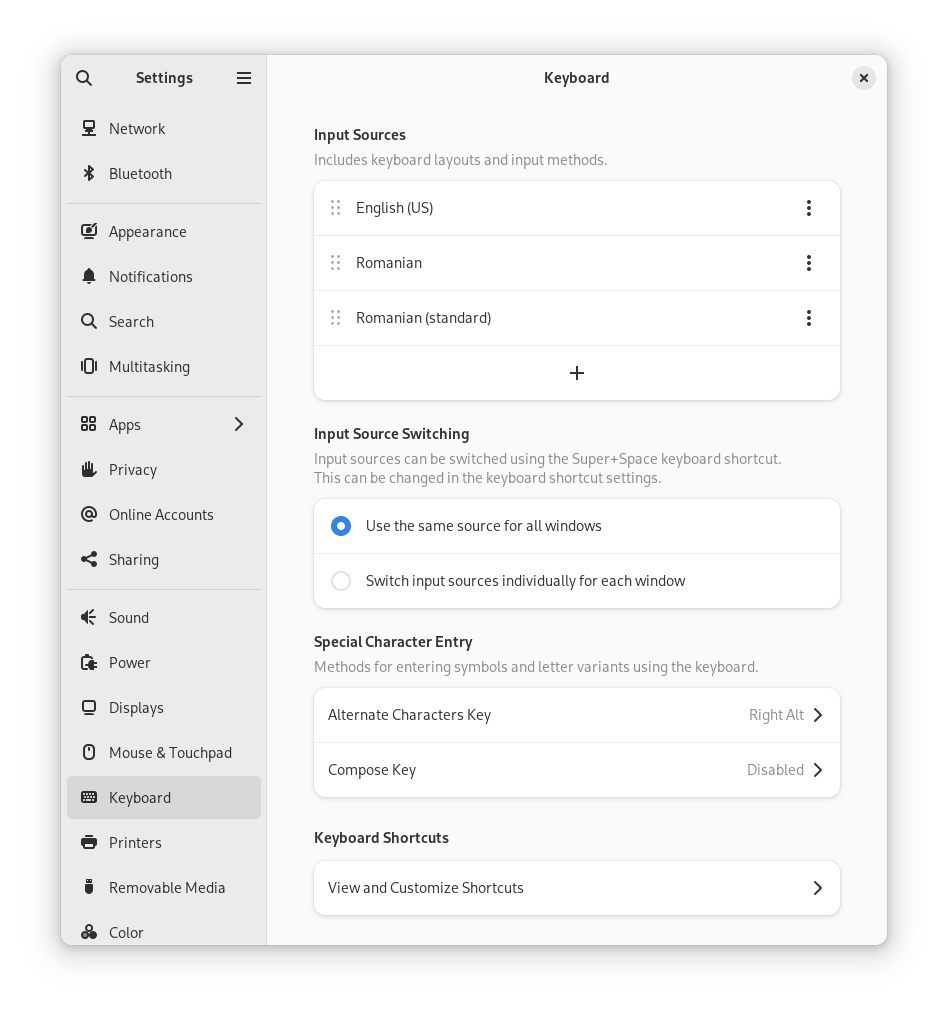 Settings
Network
Bluetooth
Appearance
Notifications
Search
Multitasking
Apps
Privacy
Online Accounts
Sharing
Sound
Power
Displays
Mouse & Touchpad
Keyboard
Printers
Removable Media
Color
Keyboard
Input Sources
Includes keyboard layouts and input methods.
English (US)
Romanian
Romanian (standard)
Input Source Switching
Input sources can be switched using the Super+Space keyboard shortcut.
This can be changed in the keyboard shortcut settings.
Use the same source for all windows
Switch input sources individually for each window
Special Character Entry
Methods for entering symbols and letter variants using the keyboard.
Alternate Characters Key Right Alt
Compose Key Disabled
Keyboard Shortcuts
View and Customize Shortcuts